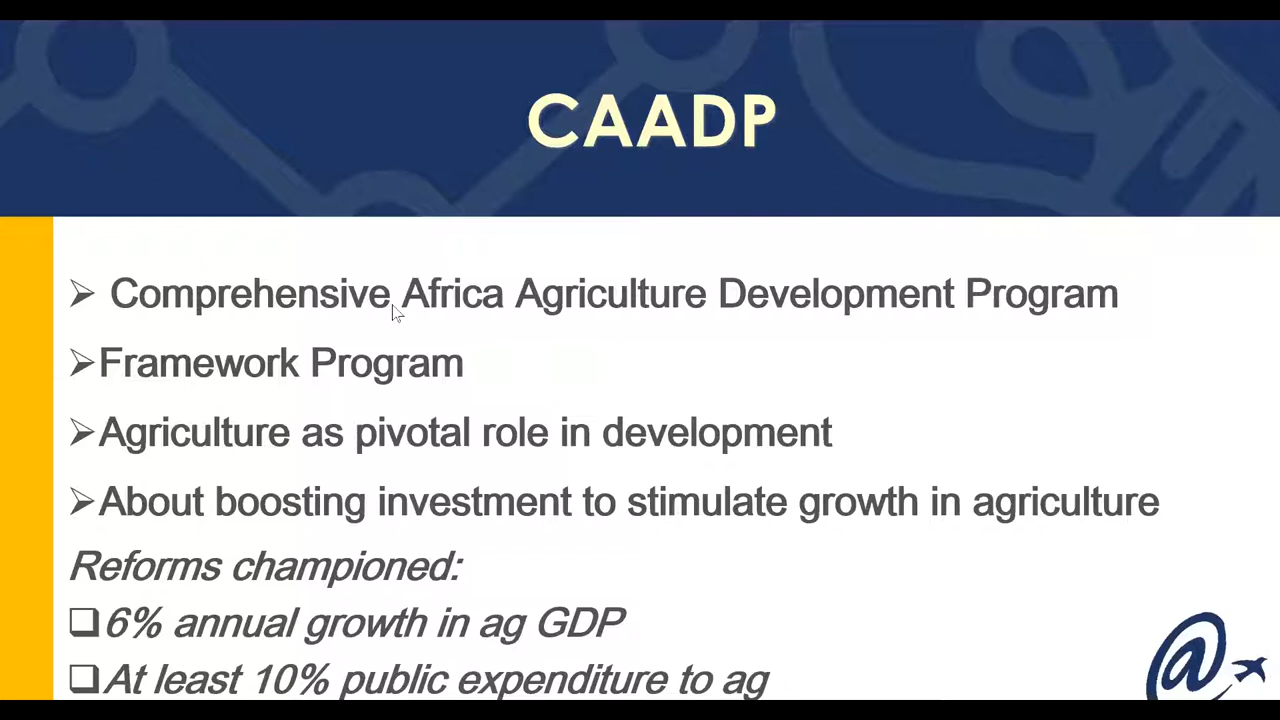 CAADP
➢ Comprehensive Africa Agriculture Development Program
➢Framework Program
➢Agriculture as pivotal role in development
➢About boosting investment to stimulate growth in agriculture
Reforms championed:
❑6% annual growth in ag GDP
❑At least 10% public expenditure to ag
@